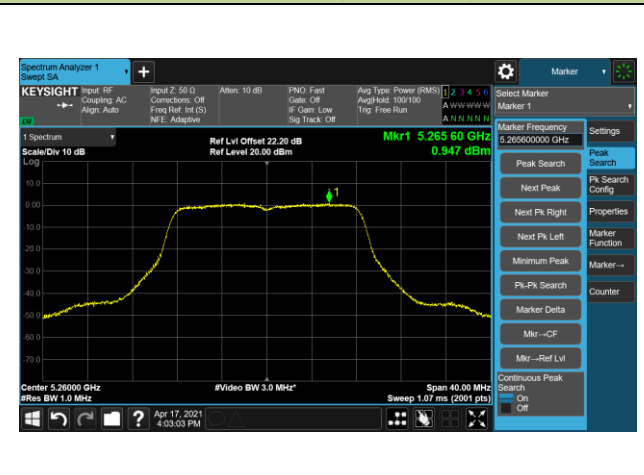 Spectrum Analyzer 1
Swept SA
+
Marker
KEYSIGHT
Input: RF
Coupling: AC
Align: Auto
Input Z: 50 Ω
Corrections: Off
Freq Ref: Int (S)
NFE: Adaptive
Atten: 10 dB
PNO: Fast
Gate: Off
IF Gain: Low
Sig Track: Off
Avg Type: Power (RMS)
Avg|Hold: 100/100
Trig: Free Run
1 2 3 4 5 6
A W W W W W
A N N N N N
Select Marker
Marker 1
1 Spectrum
Scale/Div 10 dB
Log
Ref Lvl Offset 22.20 dB
Ref Level 20.00 dBm
Mkr1 5.265 60 GHz
0.947 dBm
10.0
0.00
-10.0
-20.0
-30.0
-40.0
-50.0
-60.0
-70.0
1
Center 5.26000 GHz
#Res BW 1.0 MHz
#Video BW 3.0 MHz*
Span 40.00 MHz
Sweep 1.07 ms (2001 pts)
Marker Frequency
5.265600000 GHz
Peak Search
Next Peak
Next Pk Right
Next Pk Left
Minimum Peak
Pk-Pk Search
Marker Delta
Mkr→CF
Mkr→Ref Lvl
Continuous Peak
Search
On
Off
Settings
Peak
Search
Pk Search
Config
Properties
Marker
Function
Marker→
Counter
?
Apr 17, 2021
4:03:03 PM